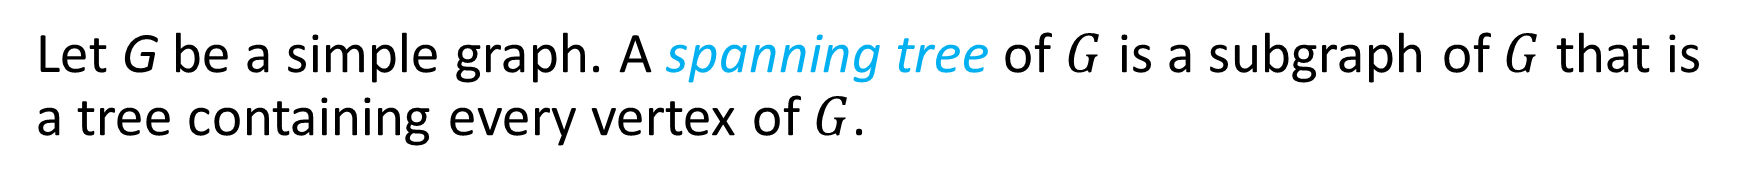 Let G be a simple graph. A spanning tree of G is a subgraph of G that is
a tree containing every vertex of G.